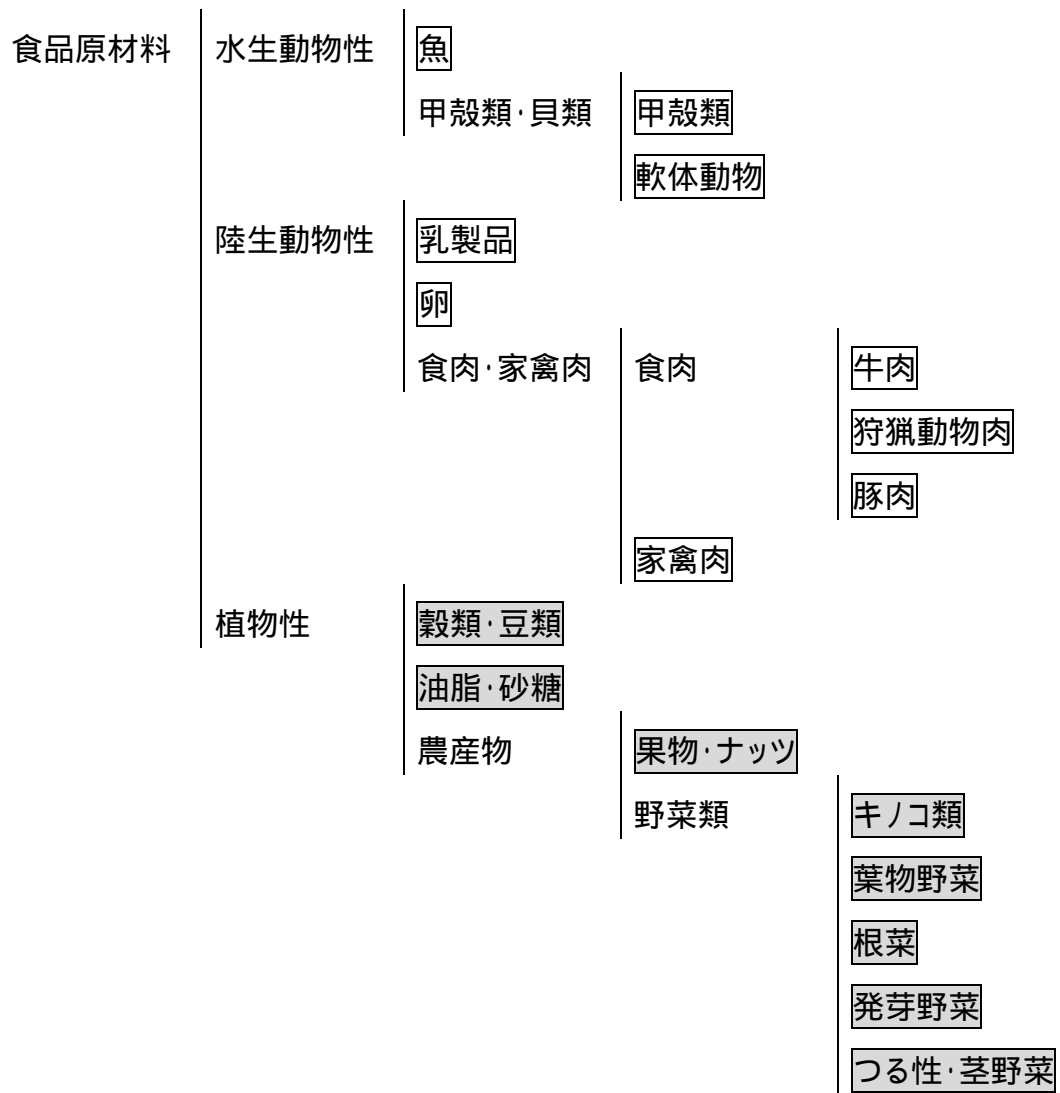 食品原材料 水生動物性 魚
甲殻類・貝類 甲殻類
軟体動物
陸生動物性 乳製品
卵
食肉・家禽肉 食肉 牛肉
狩猟動物肉
豚肉
家禽肉
植物性 穀類・豆類
油脂・砂糖
農産物 果物・ナッツ
野菜類 キノコ類
葉物野菜
根菜
発芽野菜
つる性・茎野菜